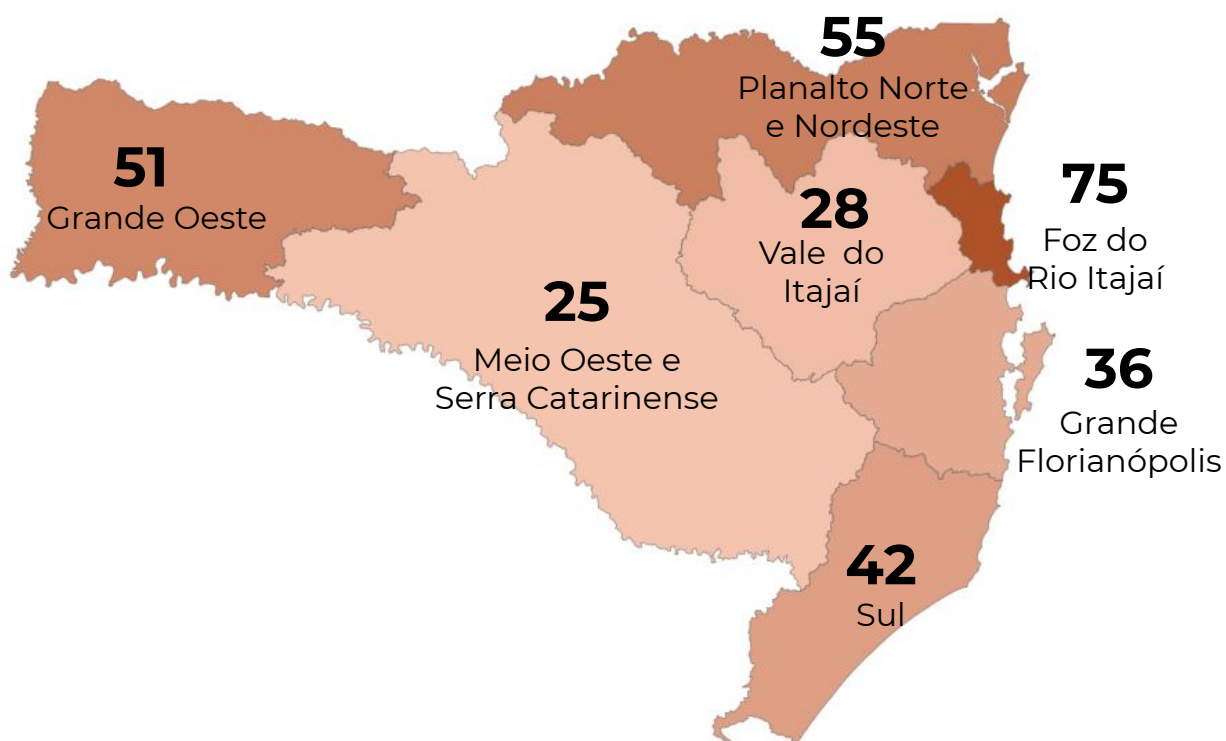 55
Planalto Norte
e Nordeste
51
Grande Oeste
75
Foz do
Rio Itajaí
28
Vale do
Itajaí
25
Meio Oeste e
Serra Catarinense
36
Grande
Florianópolis
42
Sul